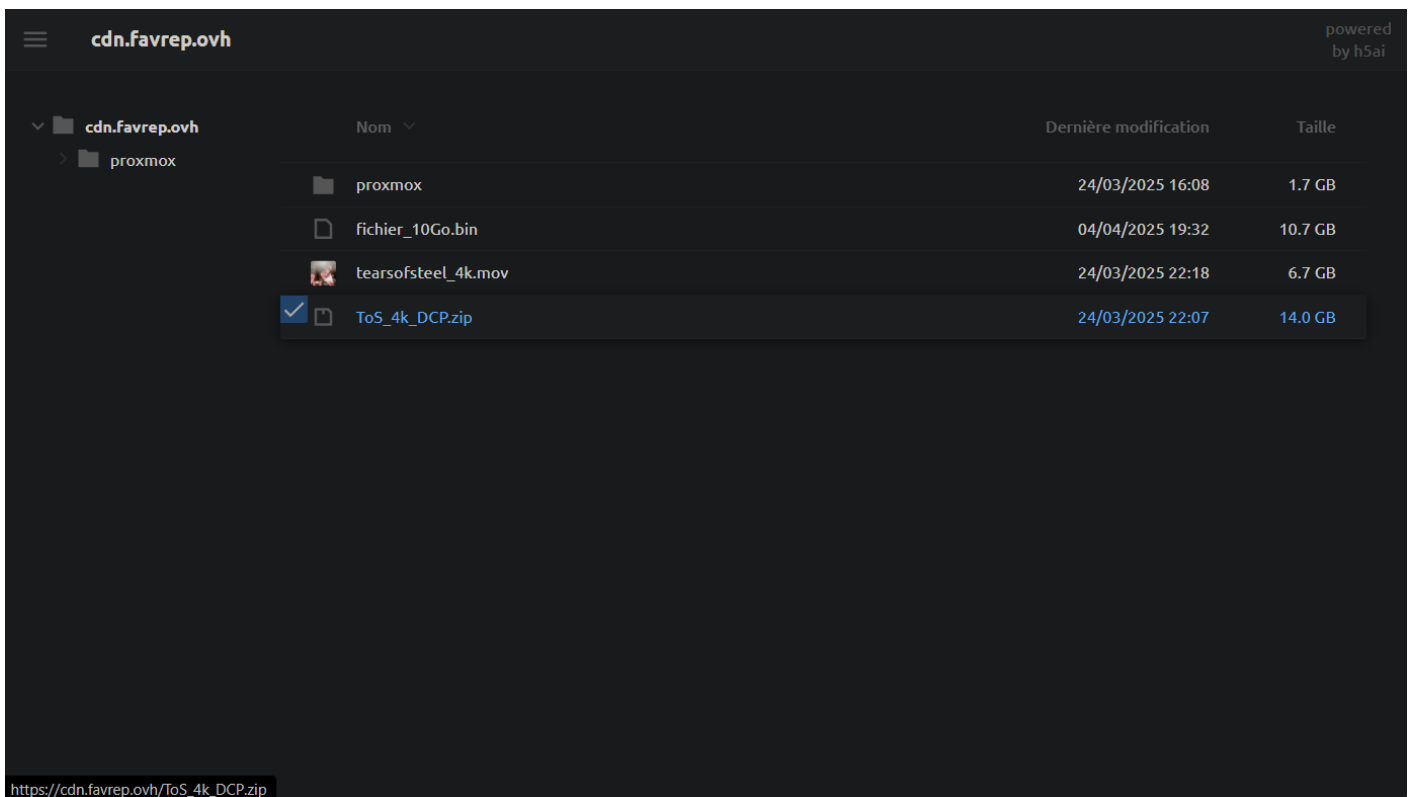 cdn.favrep.ovh
powered
by h5ai
cdn.favrep.ovh
proxmox
Nom Dernière modification Taille
proxmox 24/03/2025 16:08 1.7 GB
fichier_10Go.bin 04/04/2025 19:32 10.7 GB
tearsofsteel_4k.mov 24/03/2025 22:18 6.7 GB
ToS_4k_DCP.zip 24/03/2025 22:07 14.0 GB
https://cdn.favrep.ovh/ToS_4k_DCP.zip